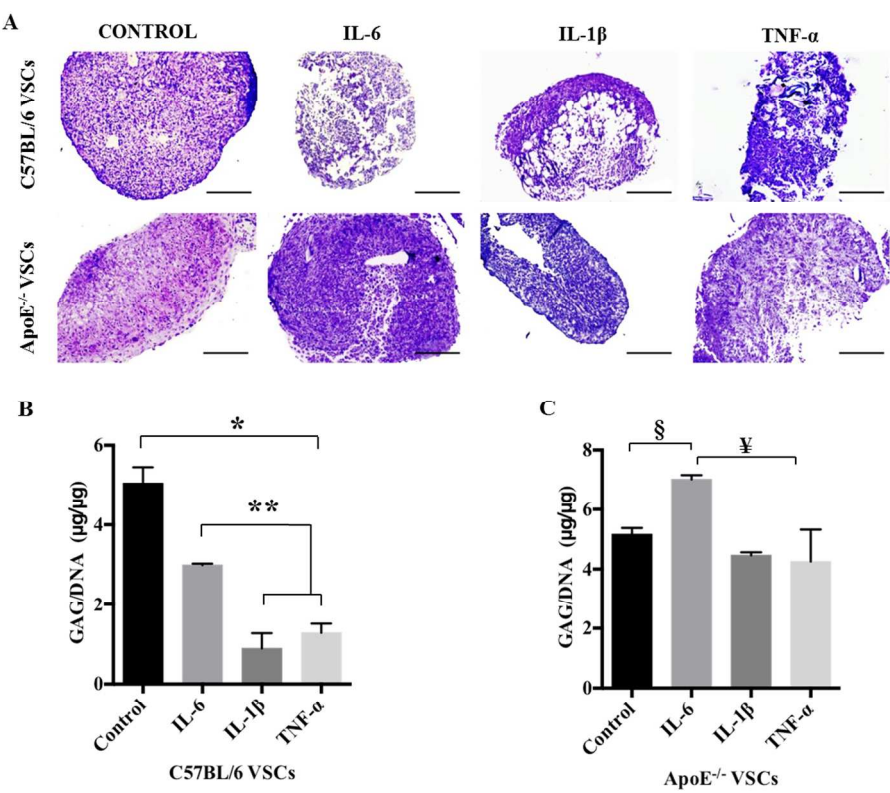 A
CONTROL
IL-6
IL-1β
TNF-α
C57BL/6 VSCs
ApoE-/- VSCs
B
*
**
GAG/DNA (µg/µg)
6
4
2
0
Control
IL-6
IL-1β
TNF-α
C57BL/6 VSCs
C
§
¥
GAG/DNA (µg/µg)
8
6
4
2
0
Control
IL-6
IL-1β
TNF-α
ApoE-/- VSCs